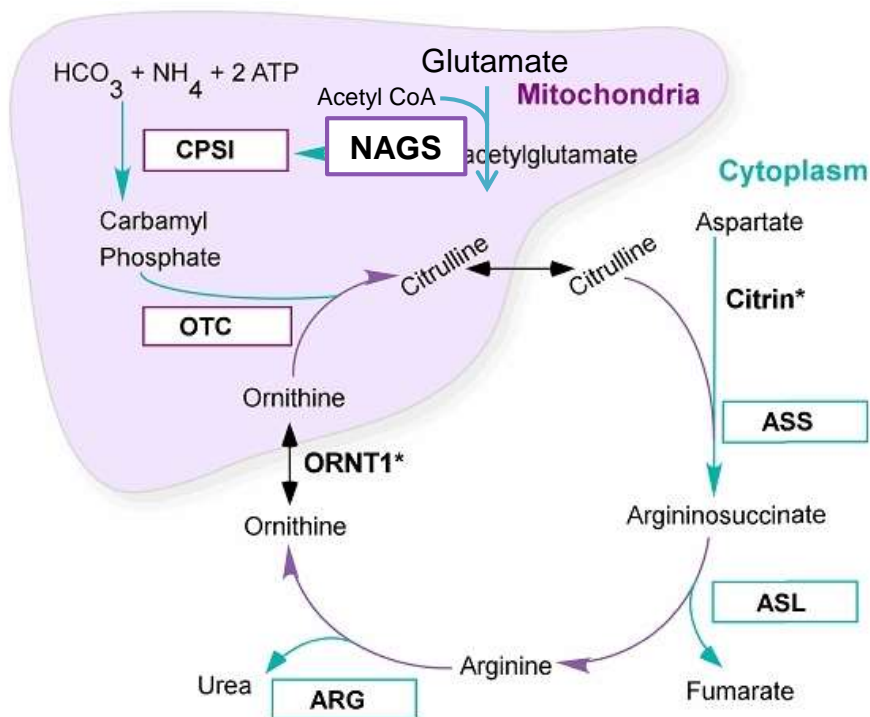 HCO₃ + NH₄ + 2 ATP
Glutamate
Acetyl CoA
Mitochondria
CPSI
NAGS
acetylglutamate
Cytoplasm
Carbamyl
Phosphate
Aspartate
Citrulline
Citrulline
Citrin*
OTC
Ornithine
ASS
ORNT1*
Ornithine
Argininosuccinate
ASL
Arginine
Urea
ARG
Fumarate